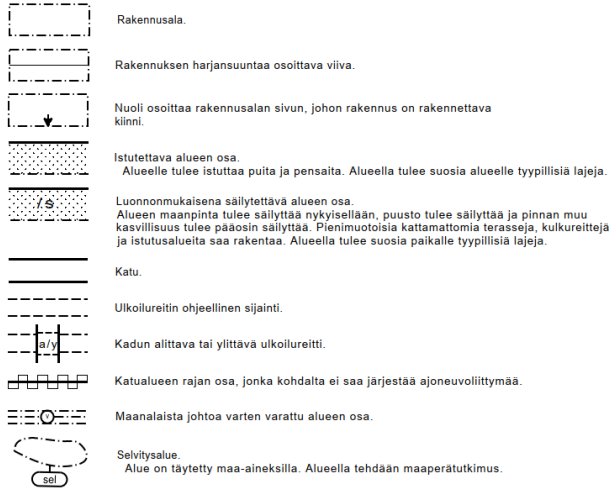 Rakennusala.
Rakennuksen harjansuuntaa osoittava viiva.
Nuoli osoittaa rakennusalan sivun, johon rakennus on rakennettava
kiinni.
Istutettava alueen osa.
Alueelle tulee istuttaa puita ja pensaita. Alueella tulee suosia alueelle tyypillisiä lajeja.
/s
Luonnonmukaisena säilytettävä alueen osa.
Alueen maanpinta tulee säilyttää nykyisellään, puusto tulee säilyttää ja pinnan muu
kasvillisuus tulee pääosin säilyttää. Pienimuotoisia kattamattomia terasseja, kulkureittejä
ja istutusalueita saa rakentaa. Alueella tulee suosia paikalle tyypillisiä lajeja.
Katu.
Ulkoilureitin ohjeellinen sijainti.
a/y
Kadun alittava tai ylittävä ulkoilureitti.
Katualueen rajan osa, jonka kohdalta ei saa järjestää ajoneuvoliittymää.
v
Maanalaista johtoa varten varattu alueen osa.
Selvitysalue.
Alue on täytetty maa-aineksilla. Alueella tehdään maaperätutkimus.
sel